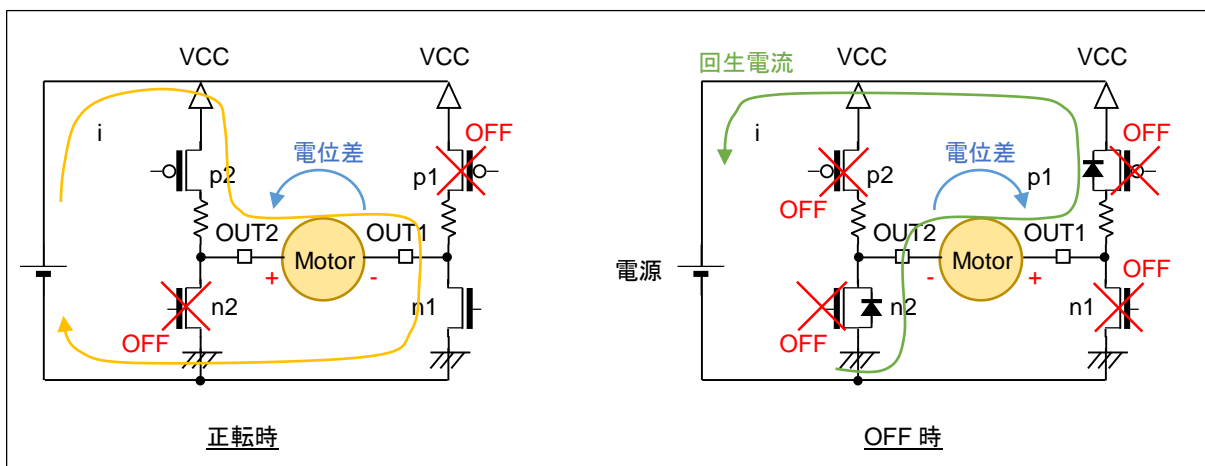 VCC
VCC
i
電位差
OFF
p2
p1
OUT2
OUT1
Motor
+
-
n2
n1
OFF
正転時
回生電流
VCC
VCC
i
電位差
OFF
p2
p1
OFF
OUT2
OUT1
電源
Motor
-
+
OFF
n2
n1
OFF
OFF 時